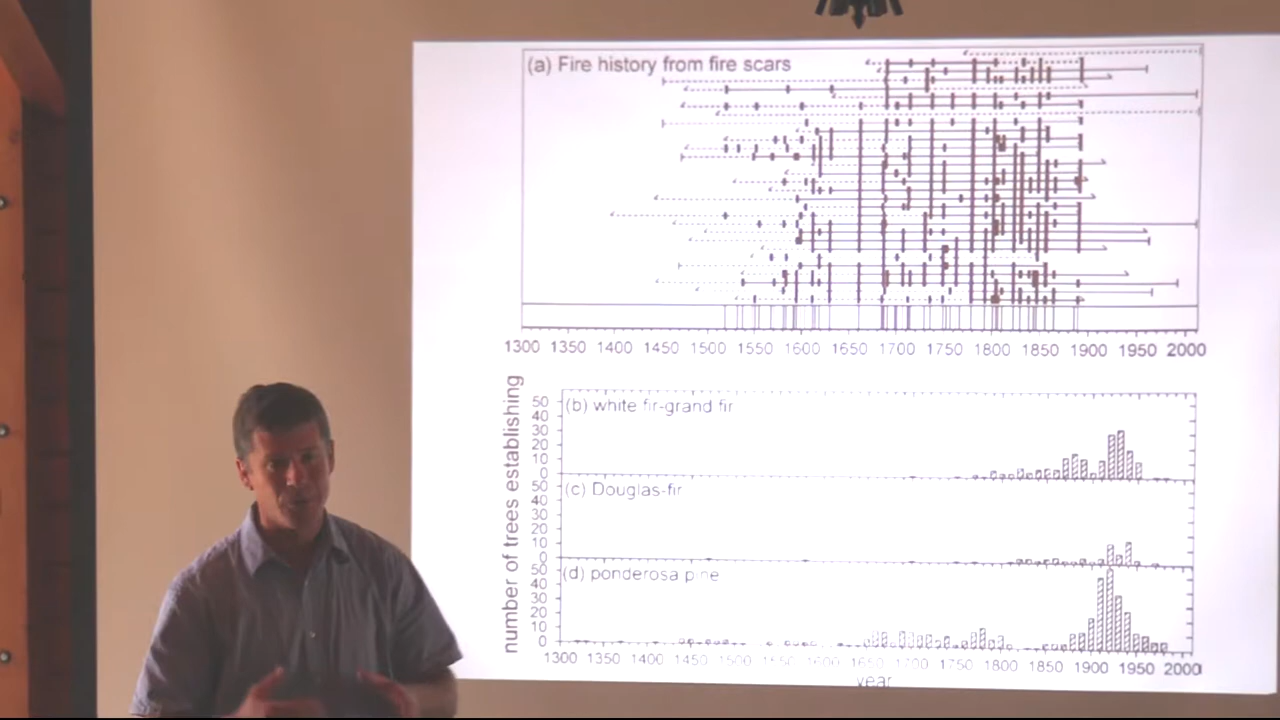 (a) Fire history from fire scars
1300 1350 1400 1450 1500 1550 1600 1650 1700 1750 1800 1850 1900 1950 2000
number of trees establishing
50
40
30
20
10
0
(b) white fir-grand fir
50
40
30
20
10
0
(c) Douglas-fir
50
40
30
20
10
0
(d) ponderosa pine
1300 1350 1400 1450 1500 1550 1600 1650 1700 1750 1800 1850 1900 1950 2000
year